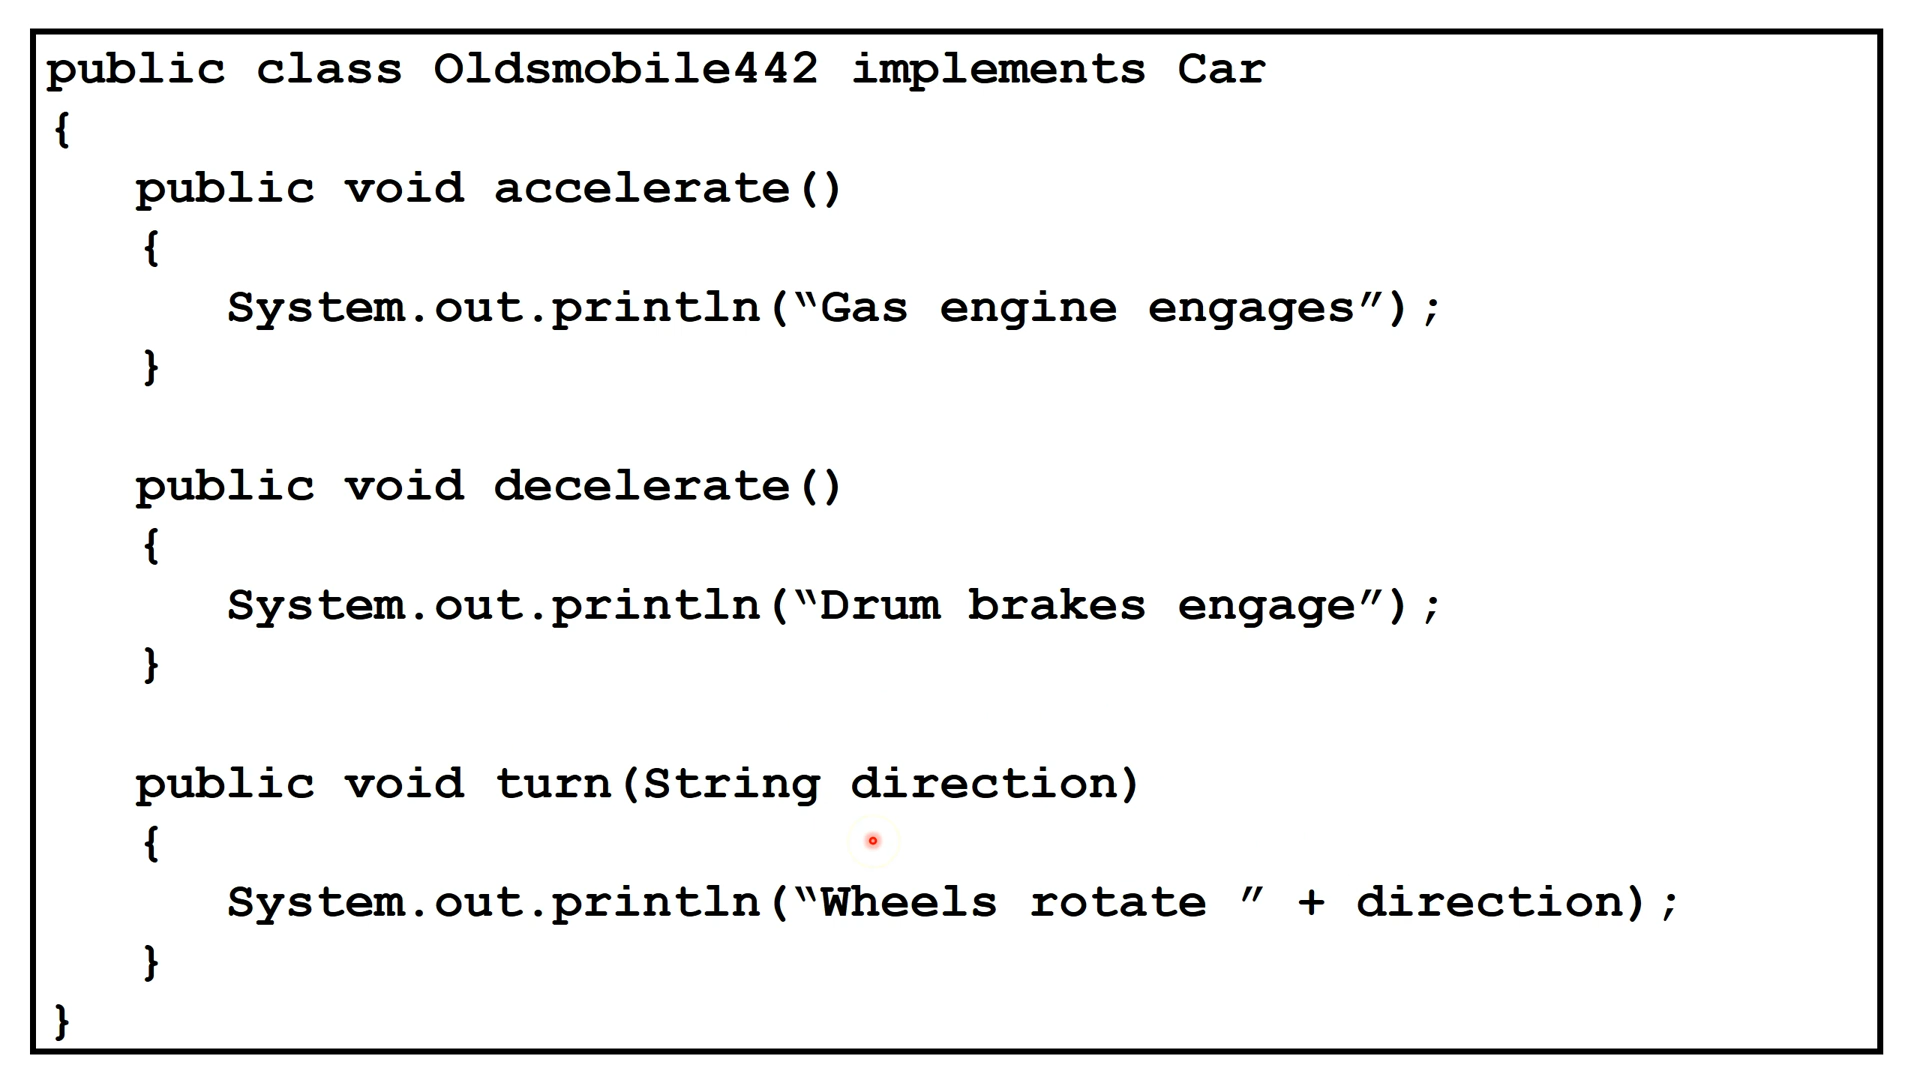 public class Oldsmobile442 implements Car
{
   public void accelerate()
   {
      System.out.println(“Gas engine engages”);
   }

   public void decelerate()
   {
      System.out.println(“Drum brakes engage”);
   }

   public void turn(String direction)
   {
      System.out.println(“Wheels rotate ” + direction);
   }
}